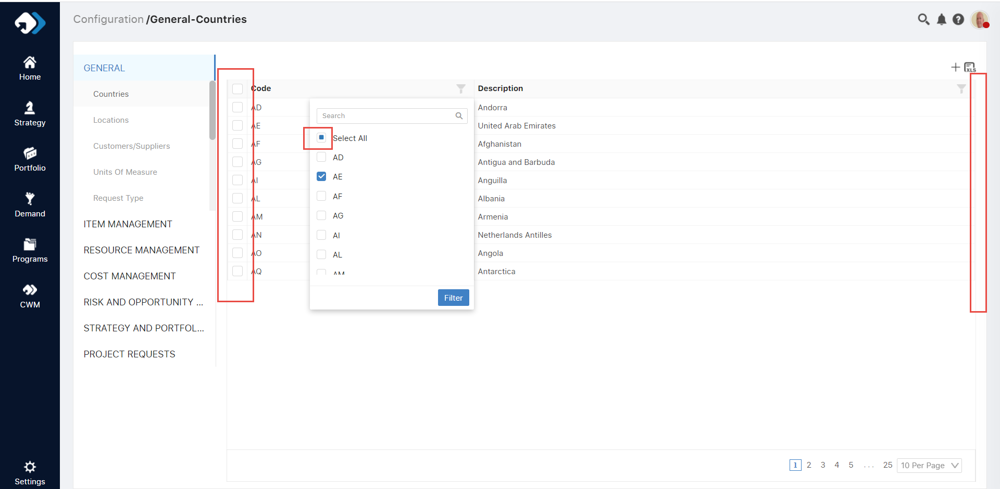 Configuration /General-Countries
Home
Strategy
Portfolio
Demand
Programs
CWM
Settings
GENERAL
Countries
Locations
Customers/Suppliers
Units Of Measure
Request Type
ITEM MANAGEMENT
RESOURCE MANAGEMENT
COST MANAGEMENT
RISK AND OPPORTUNITY ...
STRATEGY AND PORTFOL...
PROJECT REQUESTS
XLS
Code Description
AD Andorra
AE United Arab Emirates
AF Afghanistan
AG Antigua and Barbuda
AI Anguilla
AL Albania
AM Armenia
AN Netherlands Antilles
AO Angola
AQ Antarctica
Search
Select All
AD
AE
AF
AG
AI
AL
AM
Filter
1 2 3 4 5 ... 25 10 Per Page